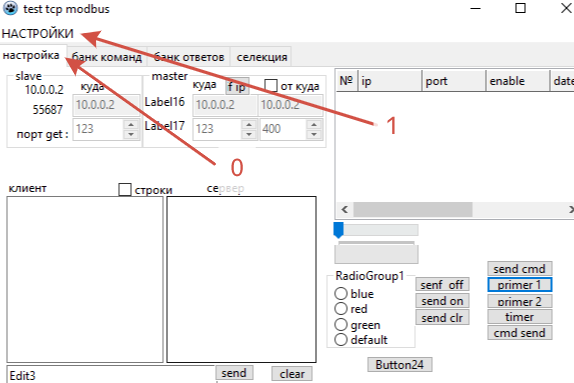 test tcp modbus
НАСТРОЙКИ
настройка банк команд банк ответов селекция
slave master
10.0.0.2 куда куда f ip от куда
Label16
10.0.0.2 10.0.0.2 10.0.0.2
55687
Label17
порт get : 123 123 400
№ ip port enable date
1
0
клиент строки сервер
RadioGroup1
blue
red
green
default
senf off
send on
send clr
send cmd
primer 1
primer 2
timer
cmd send
Button24
Edit3 send clear